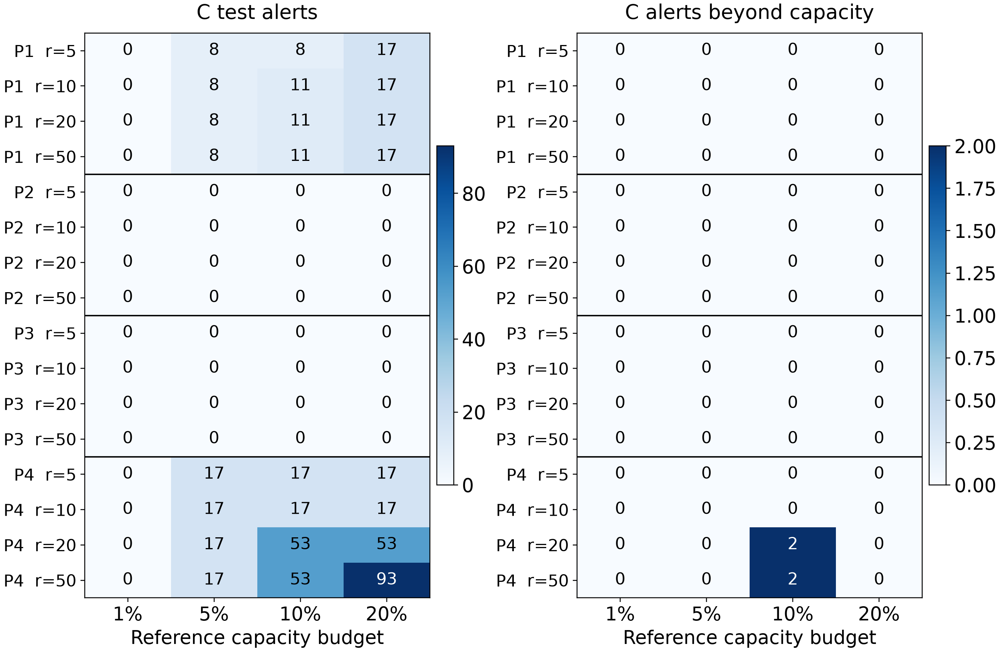 C test alerts
P1 r=5 0 8 8 17
P1 r=10 0 8 11 17
P1 r=20 0 8 11 17
P1 r=50 0 8 11 17
P2 r=5 0 0 0 0
P2 r=10 0 0 0 0
P2 r=20 0 0 0 0
P2 r=50 0 0 0 0
P3 r=5 0 0 0 0
P3 r=10 0 0 0 0
P3 r=20 0 0 0 0
P3 r=50 0 0 0 0
P4 r=5 0 17 17 17
P4 r=10 0 17 17 17
P4 r=20 0 17 53 53
P4 r=50 0 17 53 93
1% 5% 10% 20%
Reference capacity budget
80
60
40
20
0
C alerts beyond capacity
P1 r=5 0 0 0 0
P1 r=10 0 0 0 0
P1 r=20 0 0 0 0
P1 r=50 0 0 0 0
P2 r=5 0 0 0 0
P2 r=10 0 0 0 0
P2 r=20 0 0 0 0
P2 r=50 0 0 0 0
P3 r=5 0 0 0 0
P3 r=10 0 0 0 0
P3 r=20 0 0 0 0
P3 r=50 0 0 0 0
P4 r=5 0 0 0 0
P4 r=10 0 0 0 0
P4 r=20 0 0 2 0
P4 r=50 0 0 2 0
1% 5% 10% 20%
Reference capacity budget
2.00
1.75
1.50
1.25
1.00
0.75
0.50
0.25
0.00